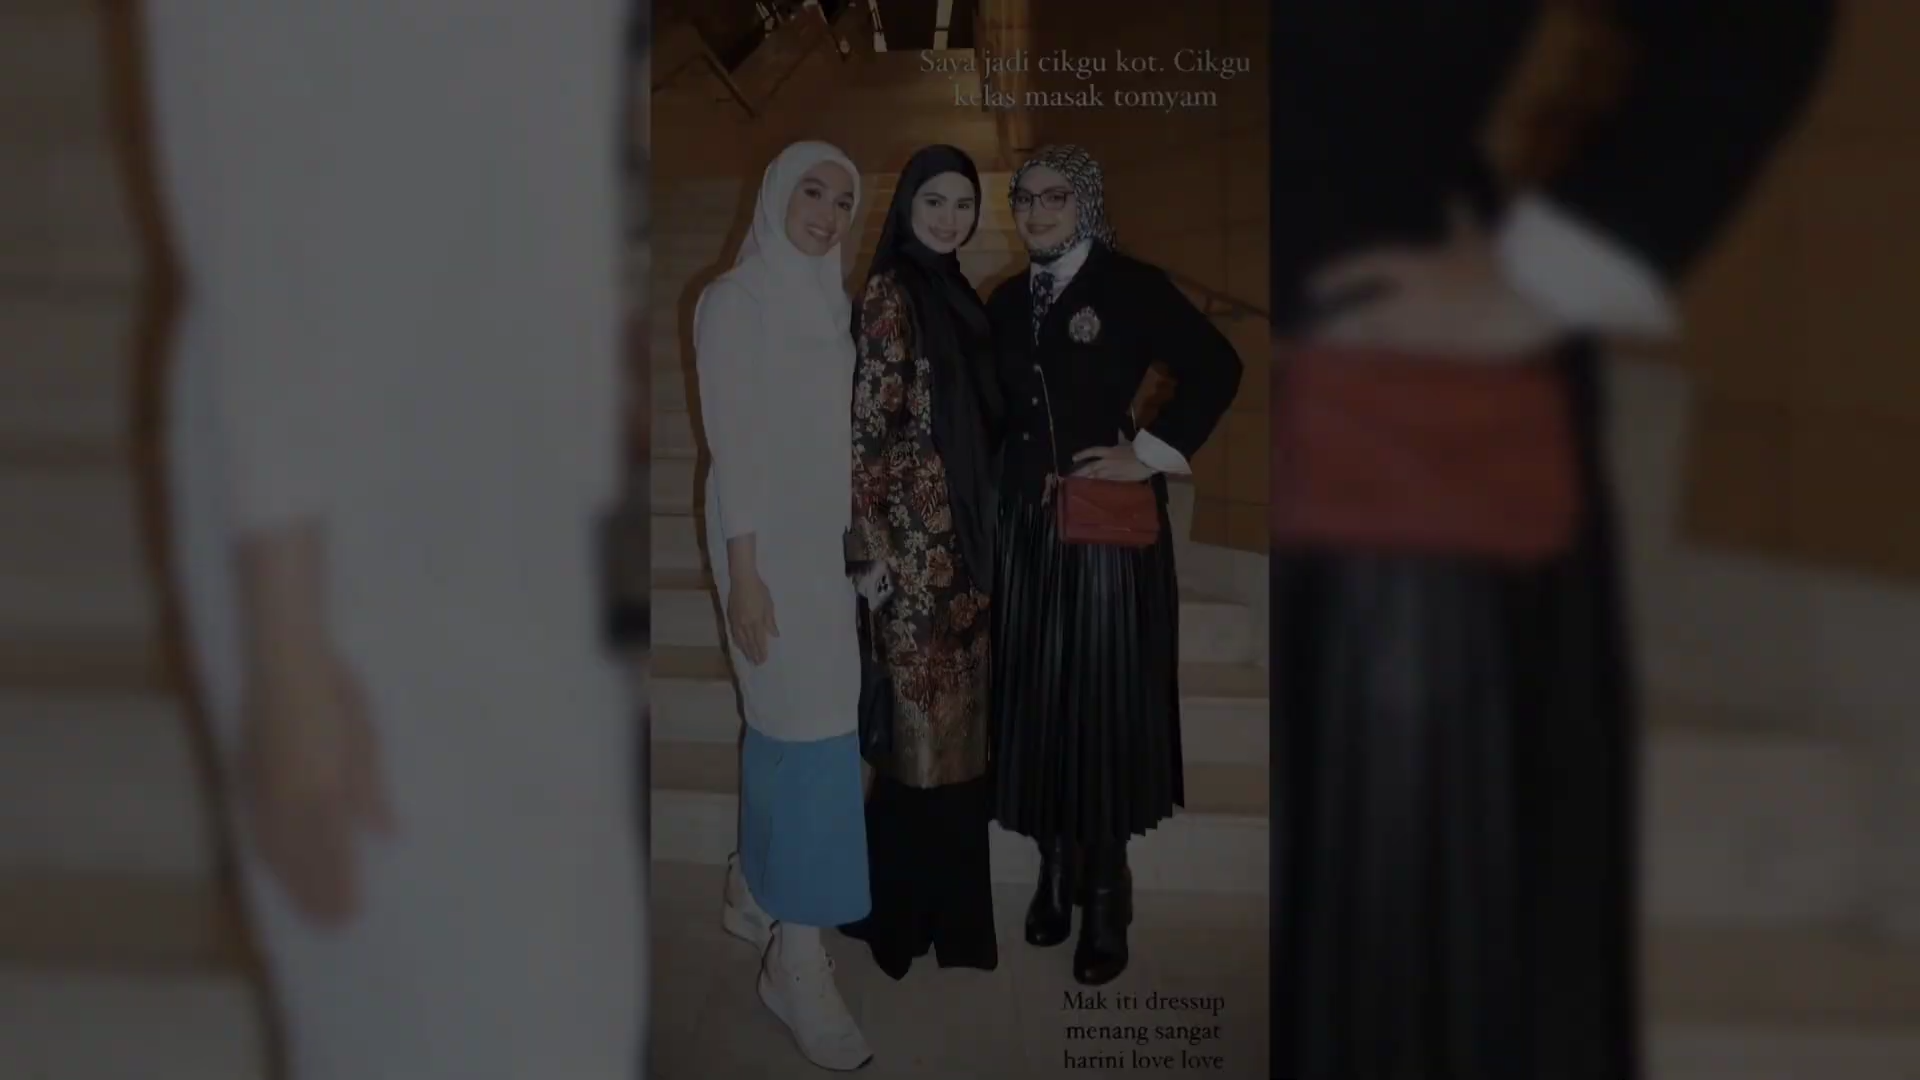 Saya jadi cikgu kot. Cikgu
kelas masak tomyam
Mak iti dressup
menang sangat
harini love love